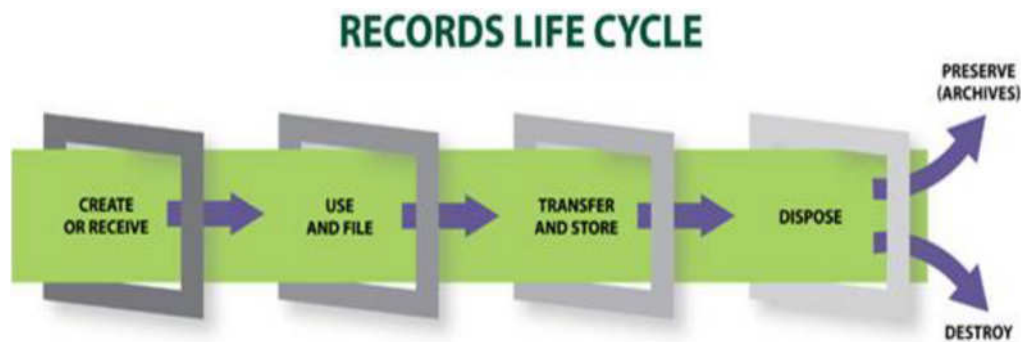 RECORDS LIFE CYCLE
CREATE
OR RECEIVE
USE
AND FILE
TRANSFER
AND STORE
DISPOSE
PRESERVE
(ARCHIVES)
DESTROY